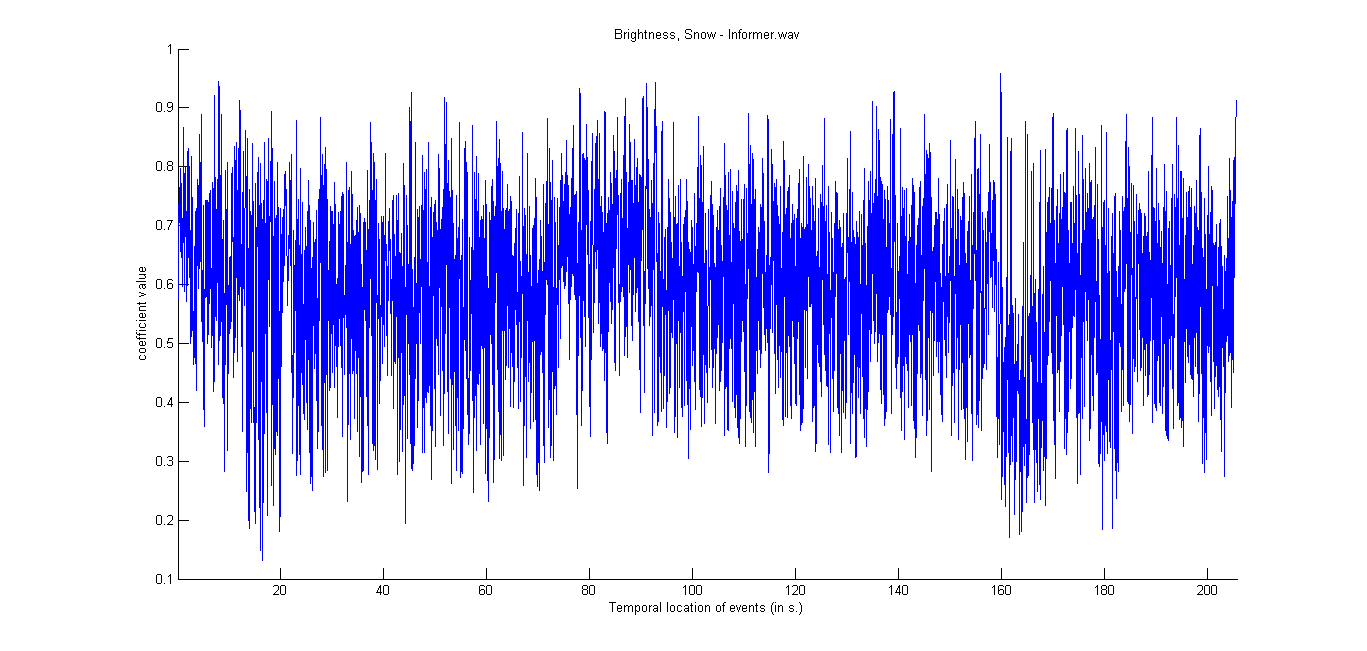 Brightness, Snow - Informer.wav
1
0.9
0.8
0.7
0.6
0.5
0.4
0.3
0.2
0.1
coefficient value
20 40 60 80 100 120 140 160 180 200
Temporal location of events (in s.)